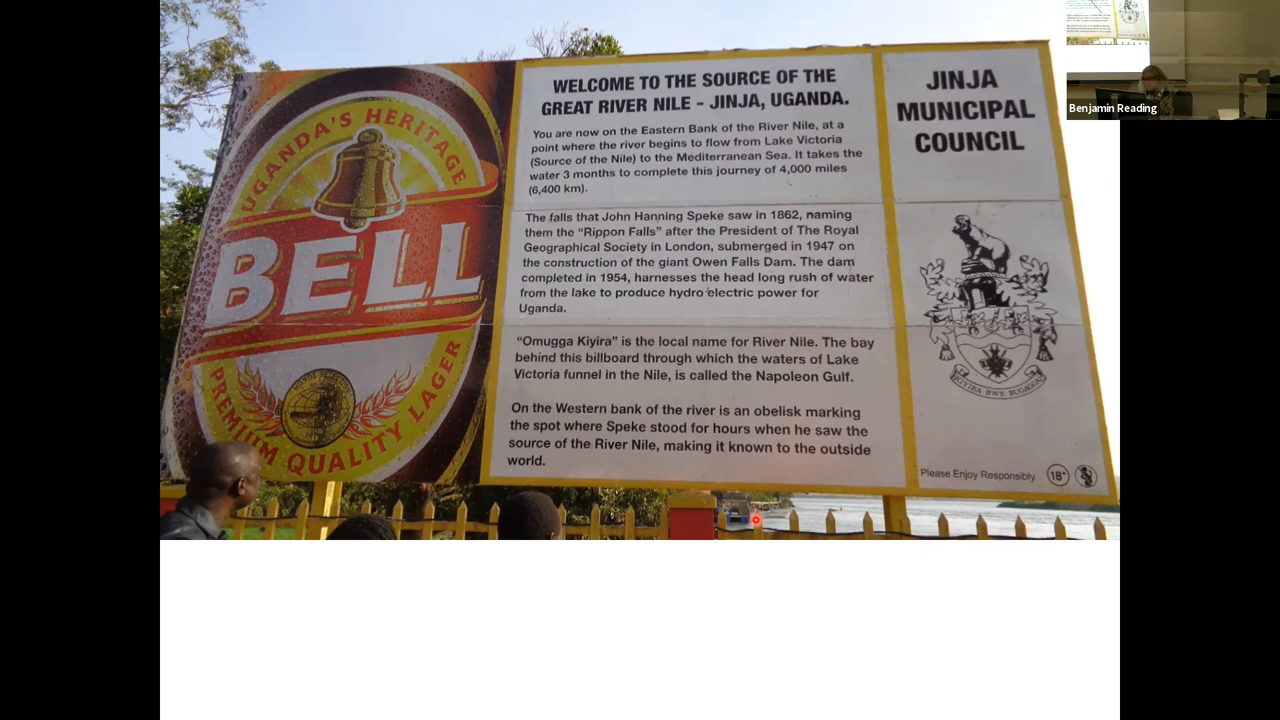 UGANDA'S HERITAGE
BELL
PREMIUM QUALITY LAGER
WELCOME TO THE SOURCE OF THE
GREAT RIVER NILE - JINJA, UGANDA.
You are now on the Eastern Bank of the River Nile, at a
point where the river begins to flow from Lake Victoria
(Source of the Nile) to the Mediterranean Sea. It takes the
water 3 months to complete this journey of 4,000 miles
(6,400 km).
The falls that John Hanning Speke saw in 1862, naming
them the “Rippon Falls” after the President of The Royal
Geographical Society in London, submerged in 1947 on
the construction of the giant Owen Falls Dam. The dam
completed in 1954, harnesses the head long rush of water
from the lake to produce hydro electric power for
Uganda.
“Omugga Kiyira” is the local name for River Nile. The bay
behind this billboard through which the waters of Lake
Victoria funnel in the Nile, is called the Napoleon Gulf.
On the Western bank of the river is an obelisk marking
the spot where Speke stood for hours when he saw the
source of the River Nile, making it known to the outside
world.
JINJA
MUNICIPAL
COUNCIL
KIYIRA BWE BUGAGGA
Please Enjoy Responsibly
18+
Benjamin Reading